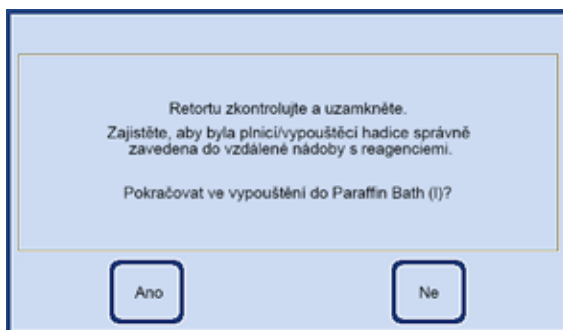 Retortu zkontrolujte a uzamkněte.
Zajistěte, aby byla plnicí/vypouštěcí hadice správně
zavedena do vzdálené nádoby s reagenciemi.
Pokračovat ve vypouštění do Paraffin Bath (I)?
Ano
Ne